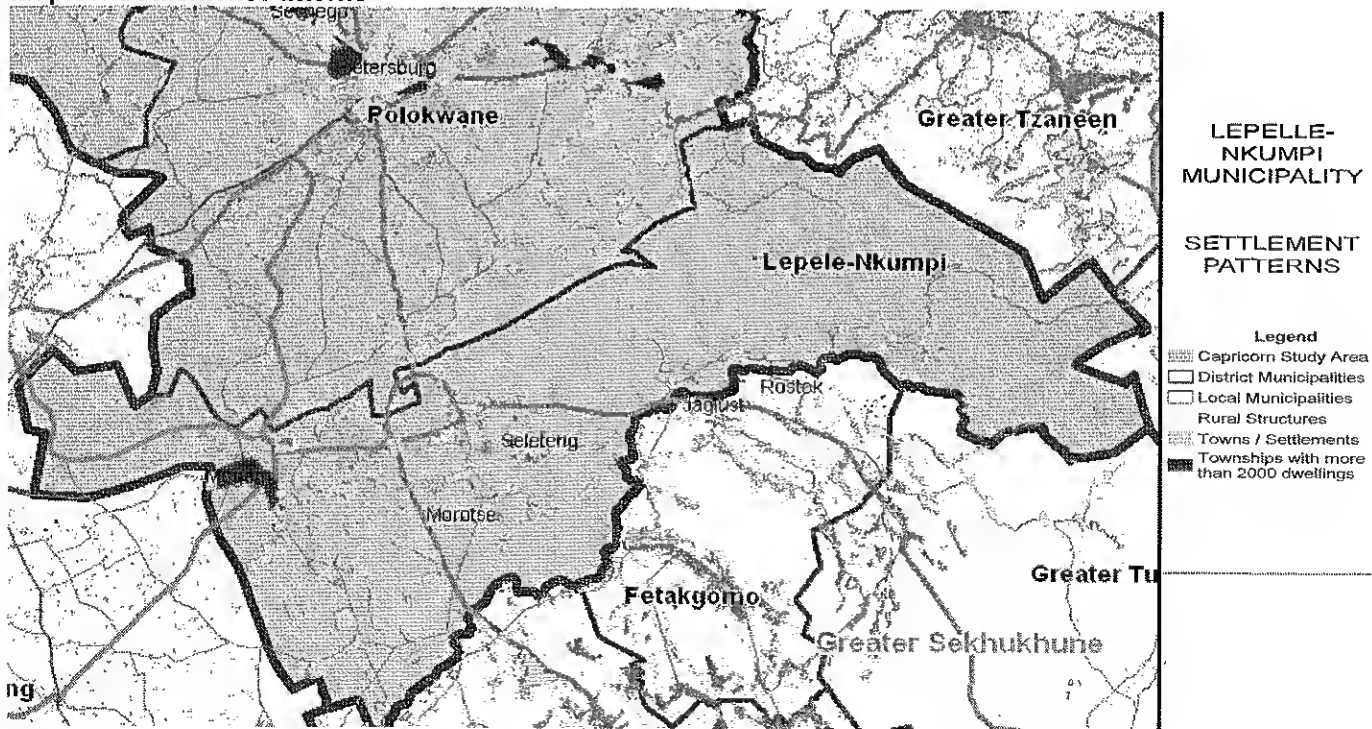 Seshego
Petersburg
Polokwane
Greater Tzaneen
Lepele-Nkumpi
Rostok
Jaglust
Seleteng
Morotse
Fetakgomo
Greater Tu
Greater Sekhukhune
ng
LEPELLE-
NKUMPI
MUNICIPALITY
SETTLEMENT
PATTERNS
Legend
Capricorn Study Area
District Municipalities
Local Municipalities
Rural Structures
Towns / Settlements
Townships with more
than 2000 dwellings